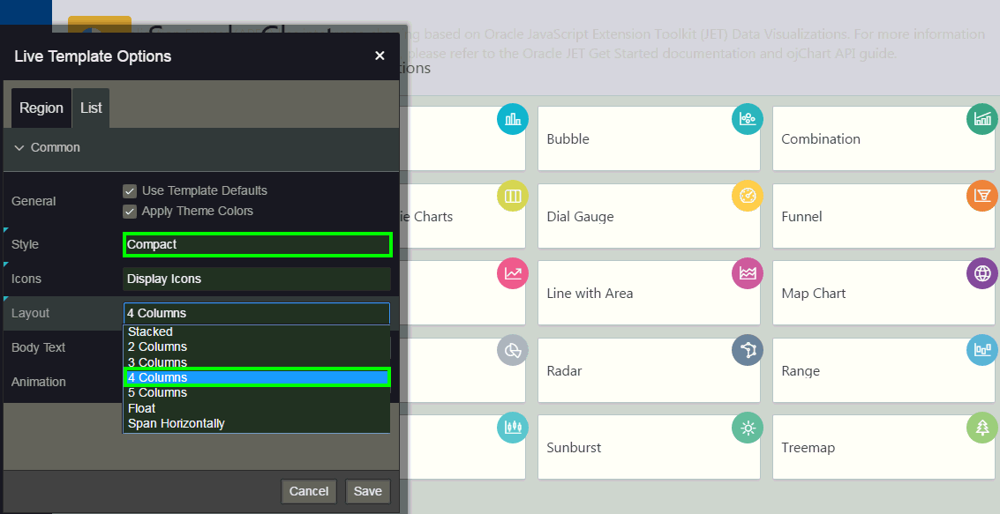 ng based on Oracle JavaScript Extension Toolkit (JET) Data Visualizations. For more information
please refer to the Oracle JET Get Started documentation and ojChart API guide.
tions
Live Template Options
Region
List
Common
General
Use Template Defaults
Apply Theme Colors
Style
Compact
Icons
Display Icons
Layout
4 Columns
Stacked
2 Columns
3 Columns
4 Columns
5 Columns
Float
Span Horizontally
Body Text
Animation
Cancel
Save
Bubble
Combination
ie Charts
Dial Gauge
Funnel
Line with Area
Map Chart
Radar
Range
Sunburst
Treemap